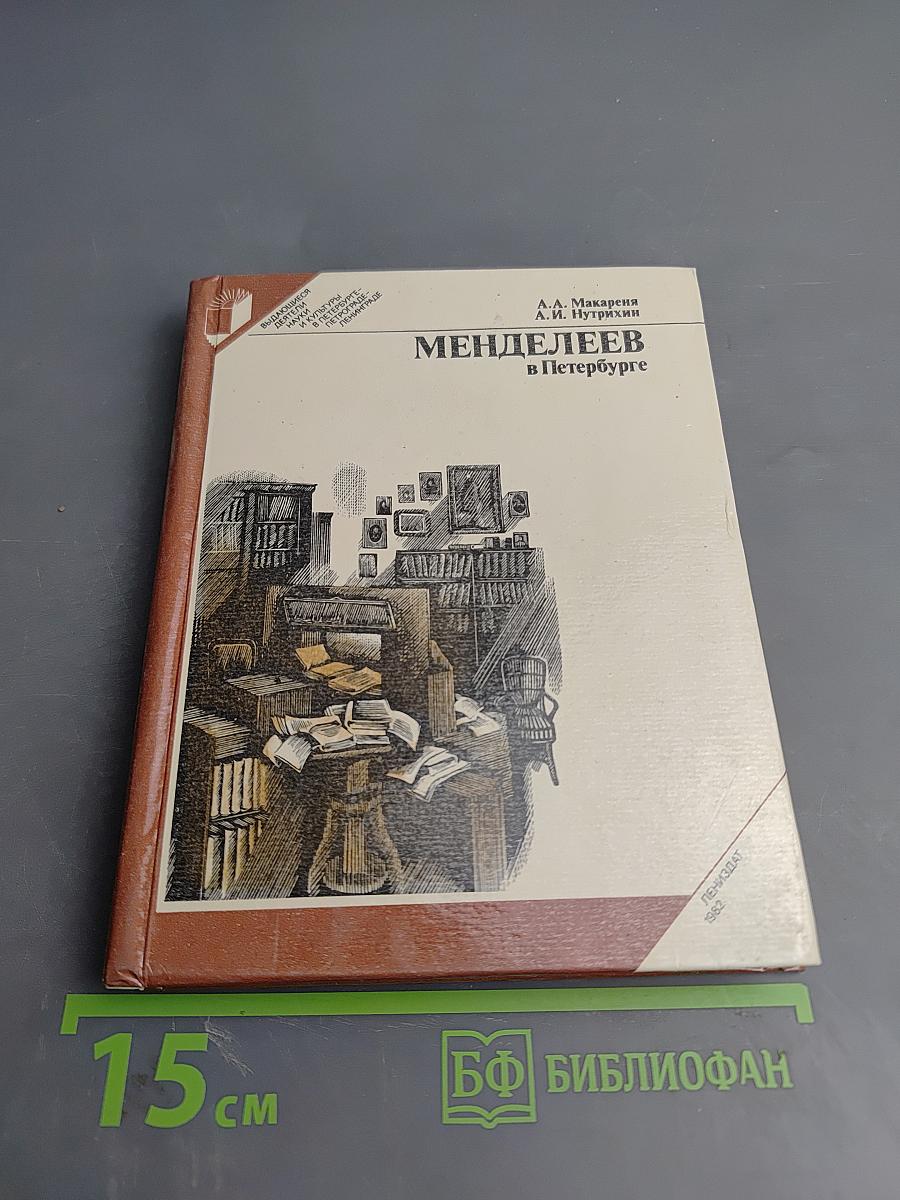 ВЫДАЮЩИЕСЯ
ДЕЯТЕЛИ
НАУКИ
И КУЛЬТУРЫ
В ПЕТЕРБУРГЕ–
ПЕТРОГРАДЕ–
ЛЕНИНГРАДЕ
А.А. Макареня
А.И. Нутрихин
МЕНДЕЛЕЕВ
в Петербурге
ЛЕНИЗДАТ
1982
15 см
БФ БИБЛИОФАН